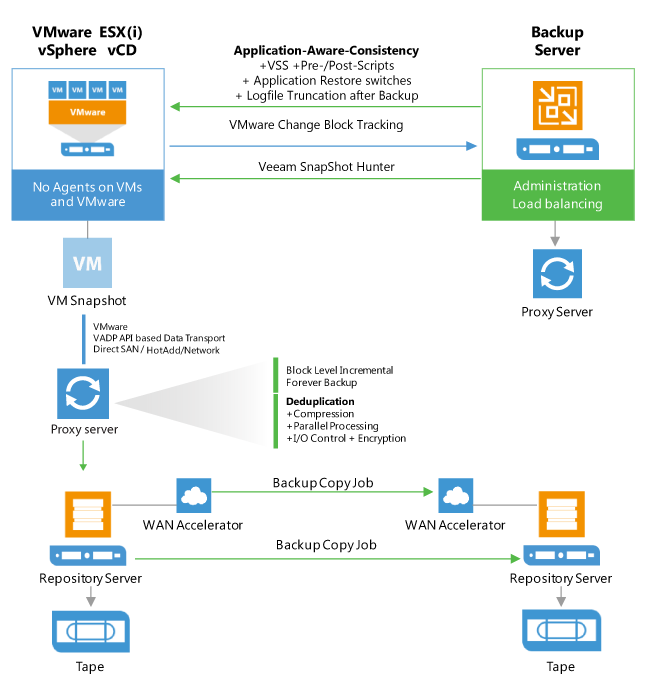 VMware ESX(i)
vSphere vCD
Backup
Server
Application-Aware-Consistency
+VSS +Pre-/Post-Scripts
+ Application Restore switches
+ Logfile Truncation after Backup
VM VM VM VM
VMware
VMware Change Block Tracking
Veeam SnapShot Hunter
No Agents on VMs
and VMware
Administration
Load balancing
VM
VM Snapshot
Proxy Server
VMware
VADP API based Data Transport
Direct SAN / HotAdd/Network
Proxy server
Block Level Incremental
Forever Backup
Deduplication
+Compression
+Parallel Processing
+I/O Control + Encryption
Backup Copy Job
WAN Accelerator
WAN Accelerator
Backup Copy Job
Repository Server
Repository Server
Tape
Tape